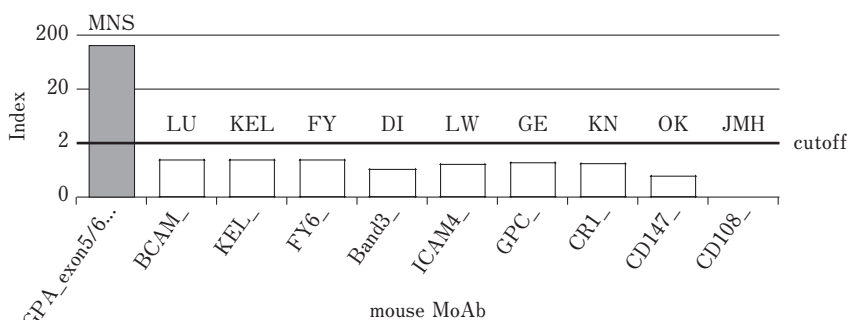 MNS
200
20
LU KEL FY DI LW GE KN OK JMH
2
cutoff
0
Index
GPA_exon5/6...
BCAM_
KEL_
FY6_
Band3_
ICAM4_
GPC_
CR1_
CD147_
CD108_
mouse MoAb